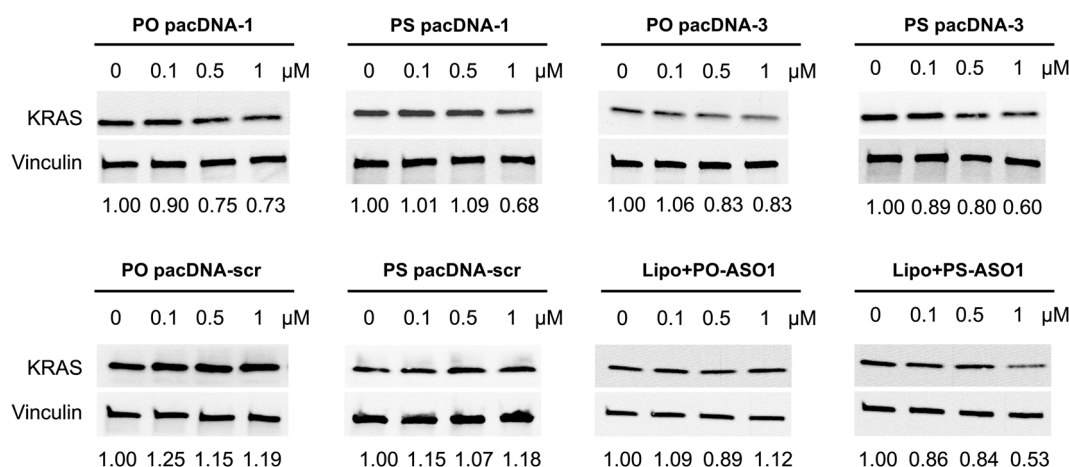 PO pacDNA-1 PS pacDNA-1 PO pacDNA-3 PS pacDNA-3
0 0.1 0.5 1 μM 0 0.1 0.5 1 μM 0 0.1 0.5 1 μM 0 0.1 0.5 1 μM
KRAS
Vinculin
1.00 0.90 0.75 0.73 1.00 1.01 1.09 0.68 1.00 1.06 0.83 0.83 1.00 0.89 0.80 0.60
PO pacDNA-scr PS pacDNA-scr Lipo+PO-ASO1 Lipo+PS-ASO1
0 0.1 0.5 1 μM 0 0.1 0.5 1 μM 0 0.1 0.5 1 μM 0 0.1 0.5 1 μM
KRAS
Vinculin
1.00 1.25 1.15 1.19 1.00 1.15 1.07 1.18 1.00 1.09 0.89 1.12 1.00 0.86 0.84 0.53